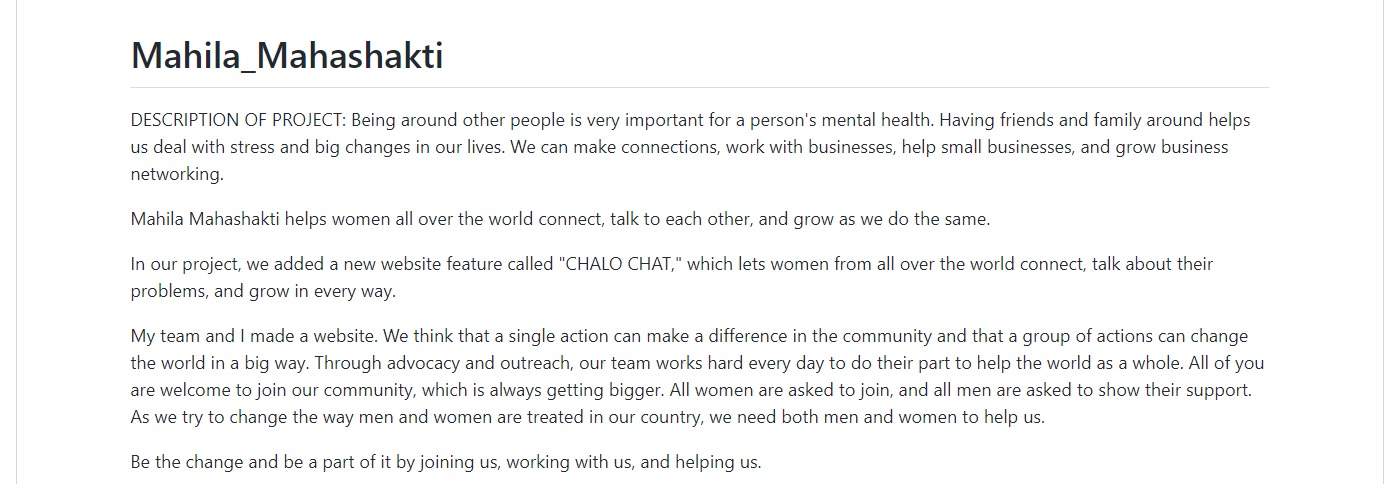 Mahila_Mahashakti
DESCRIPTION OF PROJECT: Being around other people is very important for a person's mental health. Having friends and family around helps
us deal with stress and big changes in our lives. We can make connections, work with businesses, help small businesses, and grow business
networking.
Mahila Mahashakti helps women all over the world connect, talk to each other, and grow as we do the same.
In our project, we added a new website feature called "CHALO CHAT," which lets women from all over the world connect, talk about their
problems, and grow in every way.
My team and I made a website. We think that a single action can make a difference in the community and that a group of actions can change
the world in a big way. Through advocacy and outreach, our team works hard every day to do their part to help the world as a whole. All of you
are welcome to join our community, which is always getting bigger. All women are asked to join, and all men are asked to show their support.
As we try to change the way men and women are treated in our country, we need both men and women to help us.
Be the change and be a part of it by joining us, working with us, and helping us.